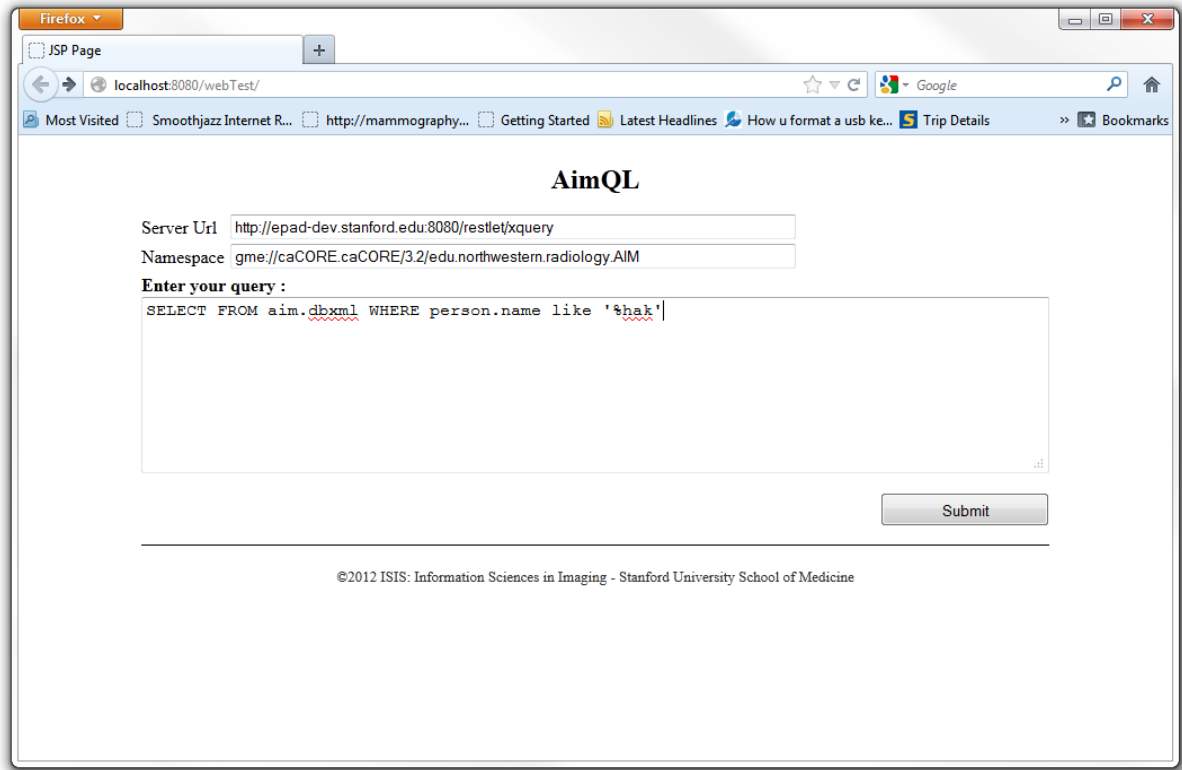 Firefox
JSP Page
localhost:8080/webTest/
Google
Most Visited Smoothjazz Internet R... http://mammography... Getting Started Latest Headlines How u format a usb ke... Trip Details » Bookmarks
AimQL
Server Url http://epad-dev.stanford.edu:8080/restlet/xquery
Namespace gme://caCORE.caCORE/3.2/edu.northwestern.radiology.AIM
Enter your query :
SELECT FROM aim.dbxml WHERE person.name like '%hak'
Submit
©2012 ISIS: Information Sciences in Imaging - Stanford University School of Medicine